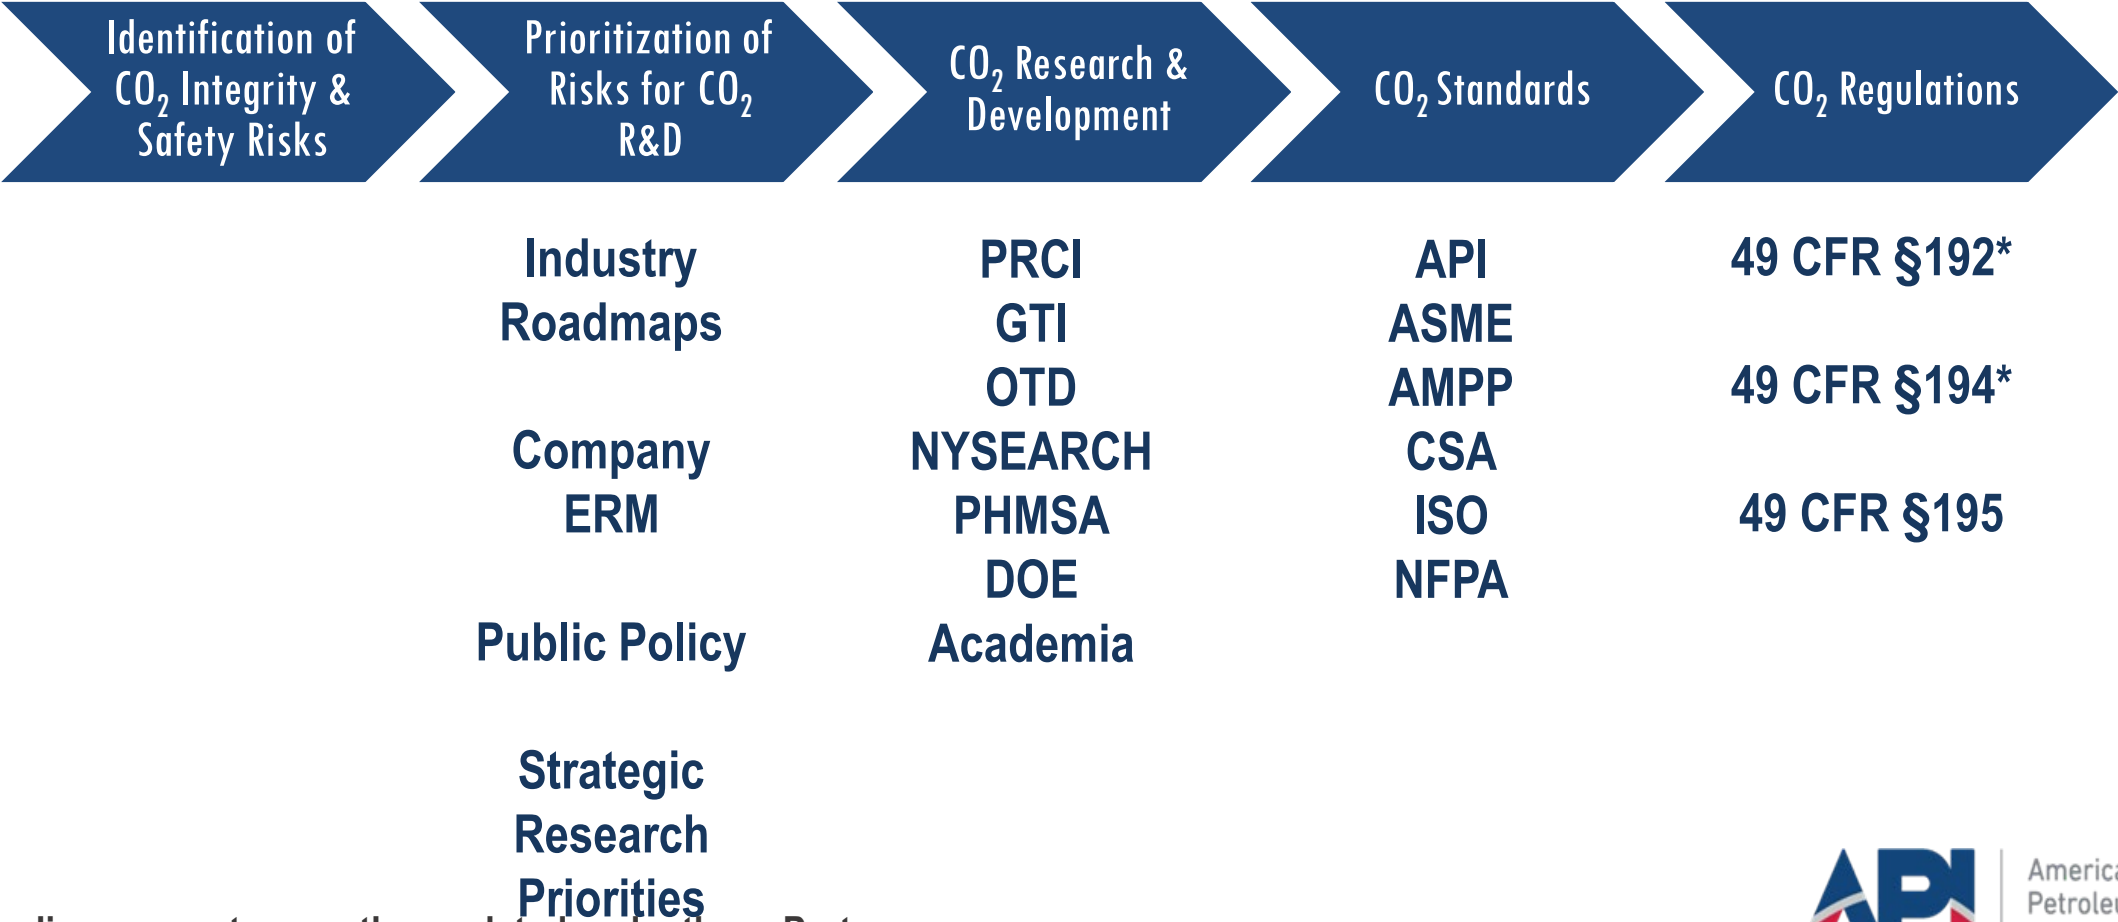 Identification of
CO₂ Integrity &
Safety Risks
Prioritization of
Risks for CO₂
R&D
CO₂ Research &
Development
CO₂ Standards
CO₂ Regulations
Industry
Roadmaps
Company
ERM
Public Policy
Strategic
Research
Priorities
PRCI
GTI
OTD
NYSEARCH
PHMSA
DOE
Academia
API
ASME
AMPP
CSA
ISO
NFPA
49 CFR §192*
49 CFR §194*
49 CFR §195
API